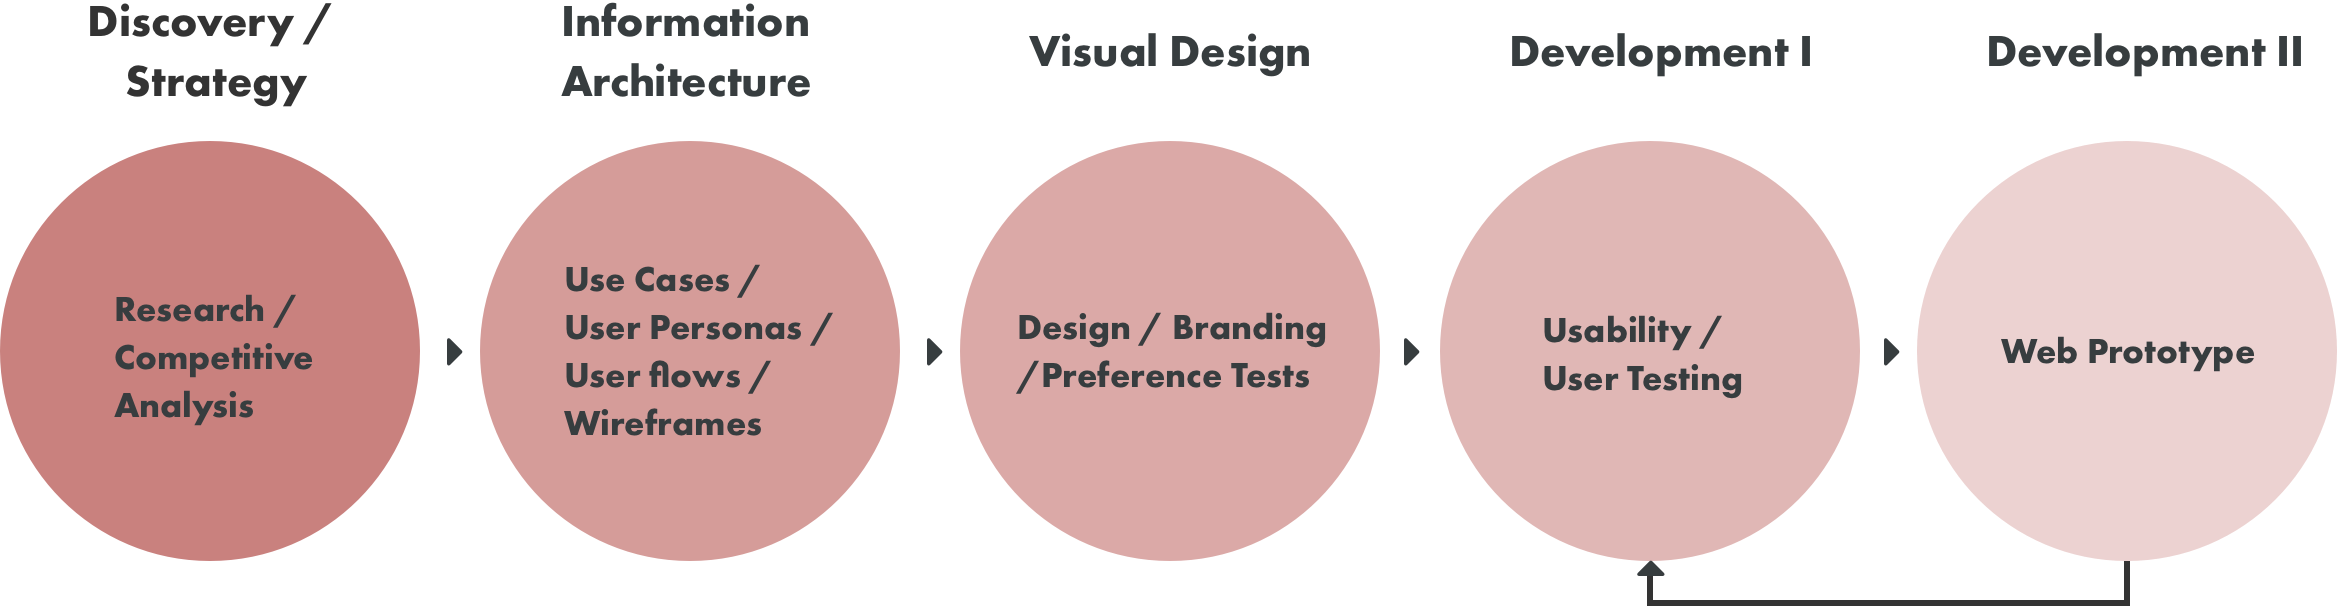 Discovery /
Strategy
Information
Architecture
Visual Design
Development I
Development II
Research /
Competitive
Analysis
Use Cases /
User Personas /
User flows /
Wireframes
Design / Branding
/Preference Tests
Usability /
User Testing
Web Prototype